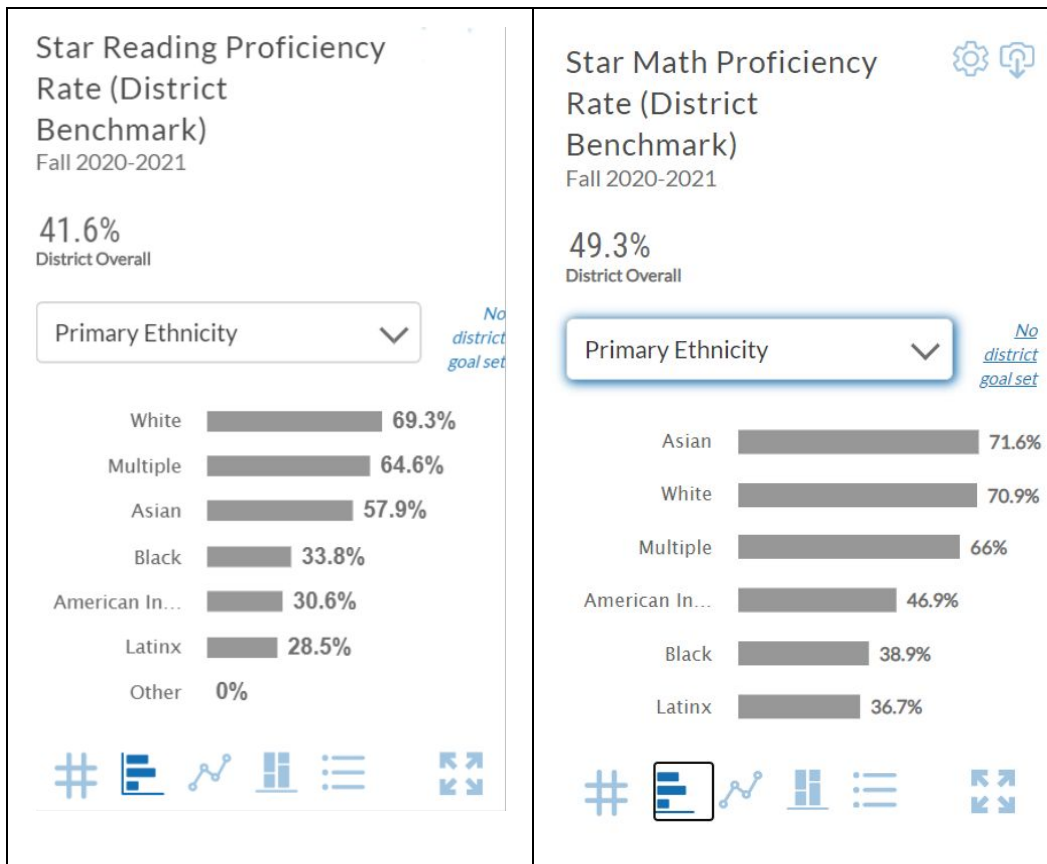 Star Reading Proficiency
Rate (District
Benchmark)
Fall 2020-2021
41.6%
District Overall
Primary Ethnicity
No
district
goal set
White 69.3%
Multiple 64.6%
Asian 57.9%
Black 33.8%
American In... 30.6%
Latinx 28.5%
Other 0%
Star Math Proficiency
Rate (District
Benchmark)
Fall 2020-2021
49.3%
District Overall
Primary Ethnicity
No
district
goal set
Asian 71.6%
White 70.9%
Multiple 66%
American In... 46.9%
Black 38.9%
Latinx 36.7%